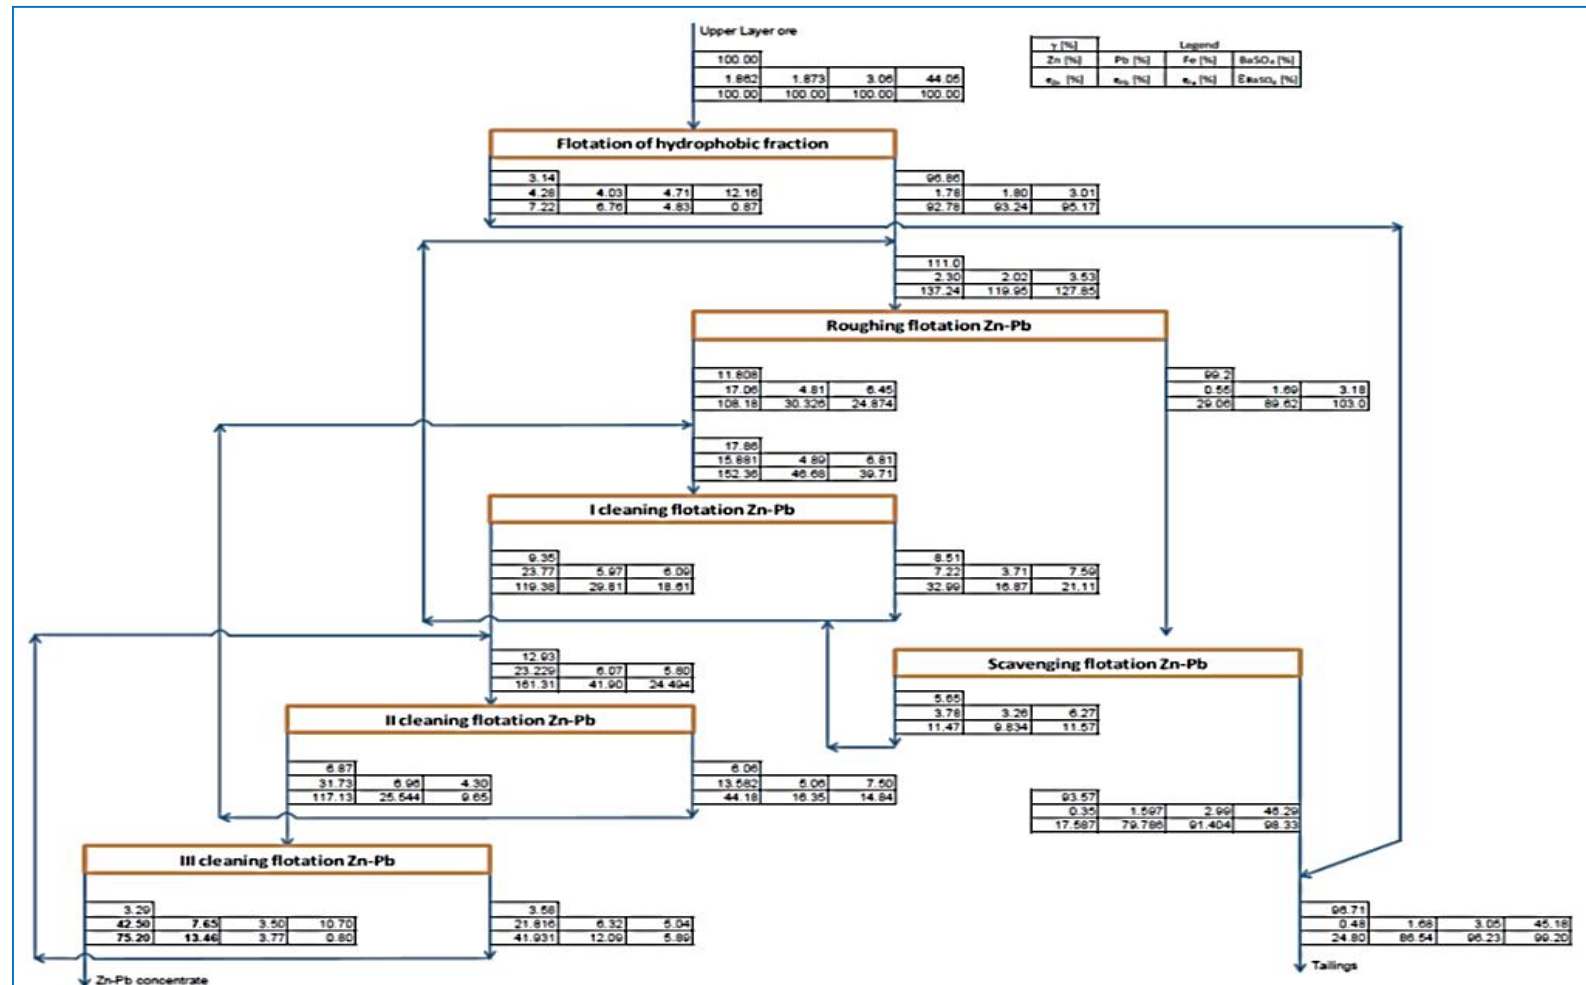 Upper Layer ore
γ [%] Legend
Zn [%] Pb [%] Fe [%] BaSO₄ [%]
εZn [%] εPb [%] εFe [%] ΕBaSO₄ [%]
100.00
1.862 1.873 3.06 44.05
100.00 100.00 100.00 100.00
Flotation of hydrophobic fraction
3.14
4.28 4.03 4.71 12.16
7.22 6.76 4.83 0.87
96.86
1.78 1.80 3.01
92.78 93.24 95.17
111.0
2.30 2.02 3.53
137.24 119.95 127.85
Roughing flotation Zn-Pb
11.808
17.06 4.81 6.45
108.18 30.326 24.874
99.2
0.55 1.69 3.18
29.06 89.62 103.0
17.86
15.881 4.89 6.81
152.36 46.68 39.71
I cleaning flotation Zn-Pb
9.35
23.77 5.97 6.09
119.38 29.81 18.61
8.51
7.22 3.71 7.59
32.99 16.87 21.11
12.93
23.229 6.07 5.80
161.31 41.90 24.494
Scavenging flotation Zn-Pb
5.65
3.78 3.26 6.27
11.47 9.834 11.57
II cleaning flotation Zn-Pb
6.87
31.73 6.96 4.30
117.13 25.544 9.65
6.06
13.582 5.06 7.50
44.18 16.35 14.84
93.57
0.35 1.597 2.99 46.29
17.587 79.786 91.404 98.33
III cleaning flotation Zn-Pb
3.29
42.50 7.65 3.50 10.70
75.20 13.46 3.77 0.80
3.58
21.816 6.32 5.04
41.931 12.09 5.89
96.71
0.48 1.68 3.05 45.18
24.80 86.54 96.23 99.20
Zn-Pb concentrate
Tailings